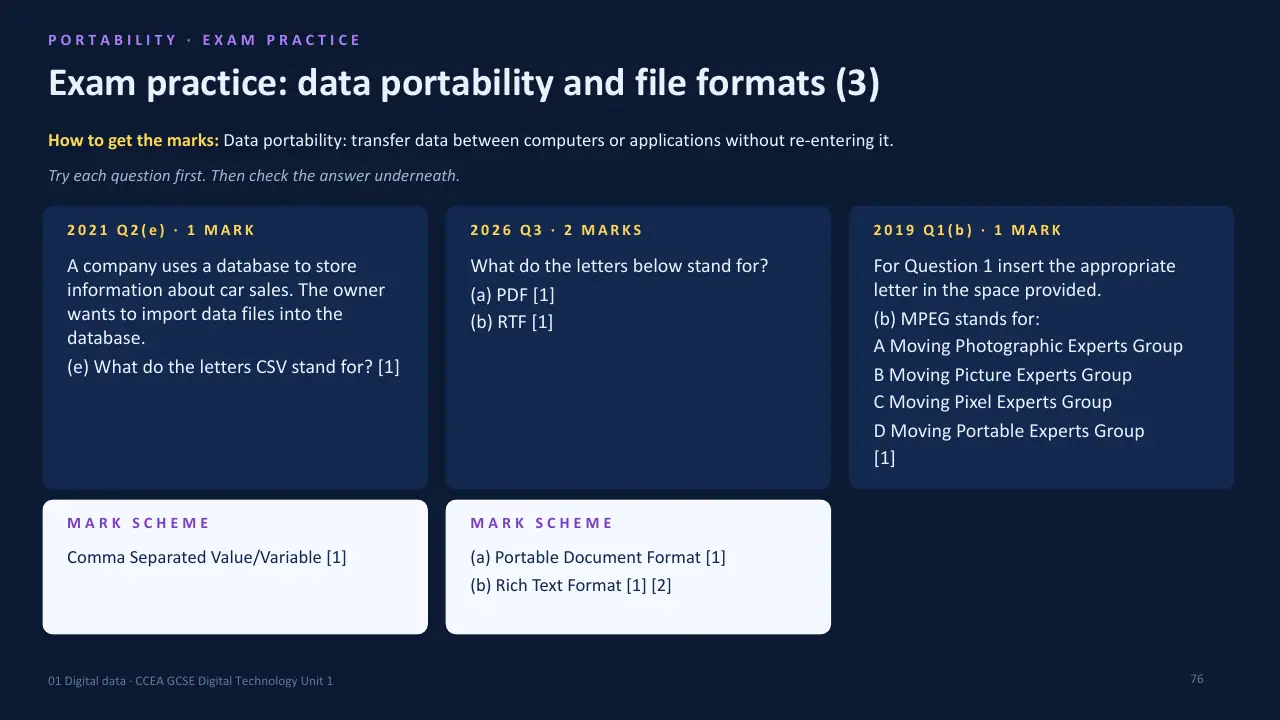 PORTABILITY · EXAM PRACTICE
Exam practice: data portability and file formats (3)
How to get the marks: Data portability: transfer data between computers or applications without re-entering it.
Try each question first. Then check the answer underneath.
2021 Q2(e) · 1 MARK
A company uses a database to store
information about car sales. The owner
wants to import data files into the
database.
(e) What do the letters CSV stand for? [1]
MARK SCHEME
Comma Separated Value/Variable [1]
2026 Q3 · 2 MARKS
What do the letters below stand for?
(a) PDF [1]
(b) RTF [1]
MARK SCHEME
(a) Portable Document Format [1]
(b) Rich Text Format [1] [2]
2019 Q1(b) · 1 MARK
For Question 1 insert the appropriate
letter in the space provided.
(b) MPEG stands for:
A Moving Photographic Experts Group
B Moving Picture Experts Group
C Moving Pixel Experts Group
D Moving Portable Experts Group
[1]
01 Digital data · CCEA GCSE Digital Technology Unit 1
76